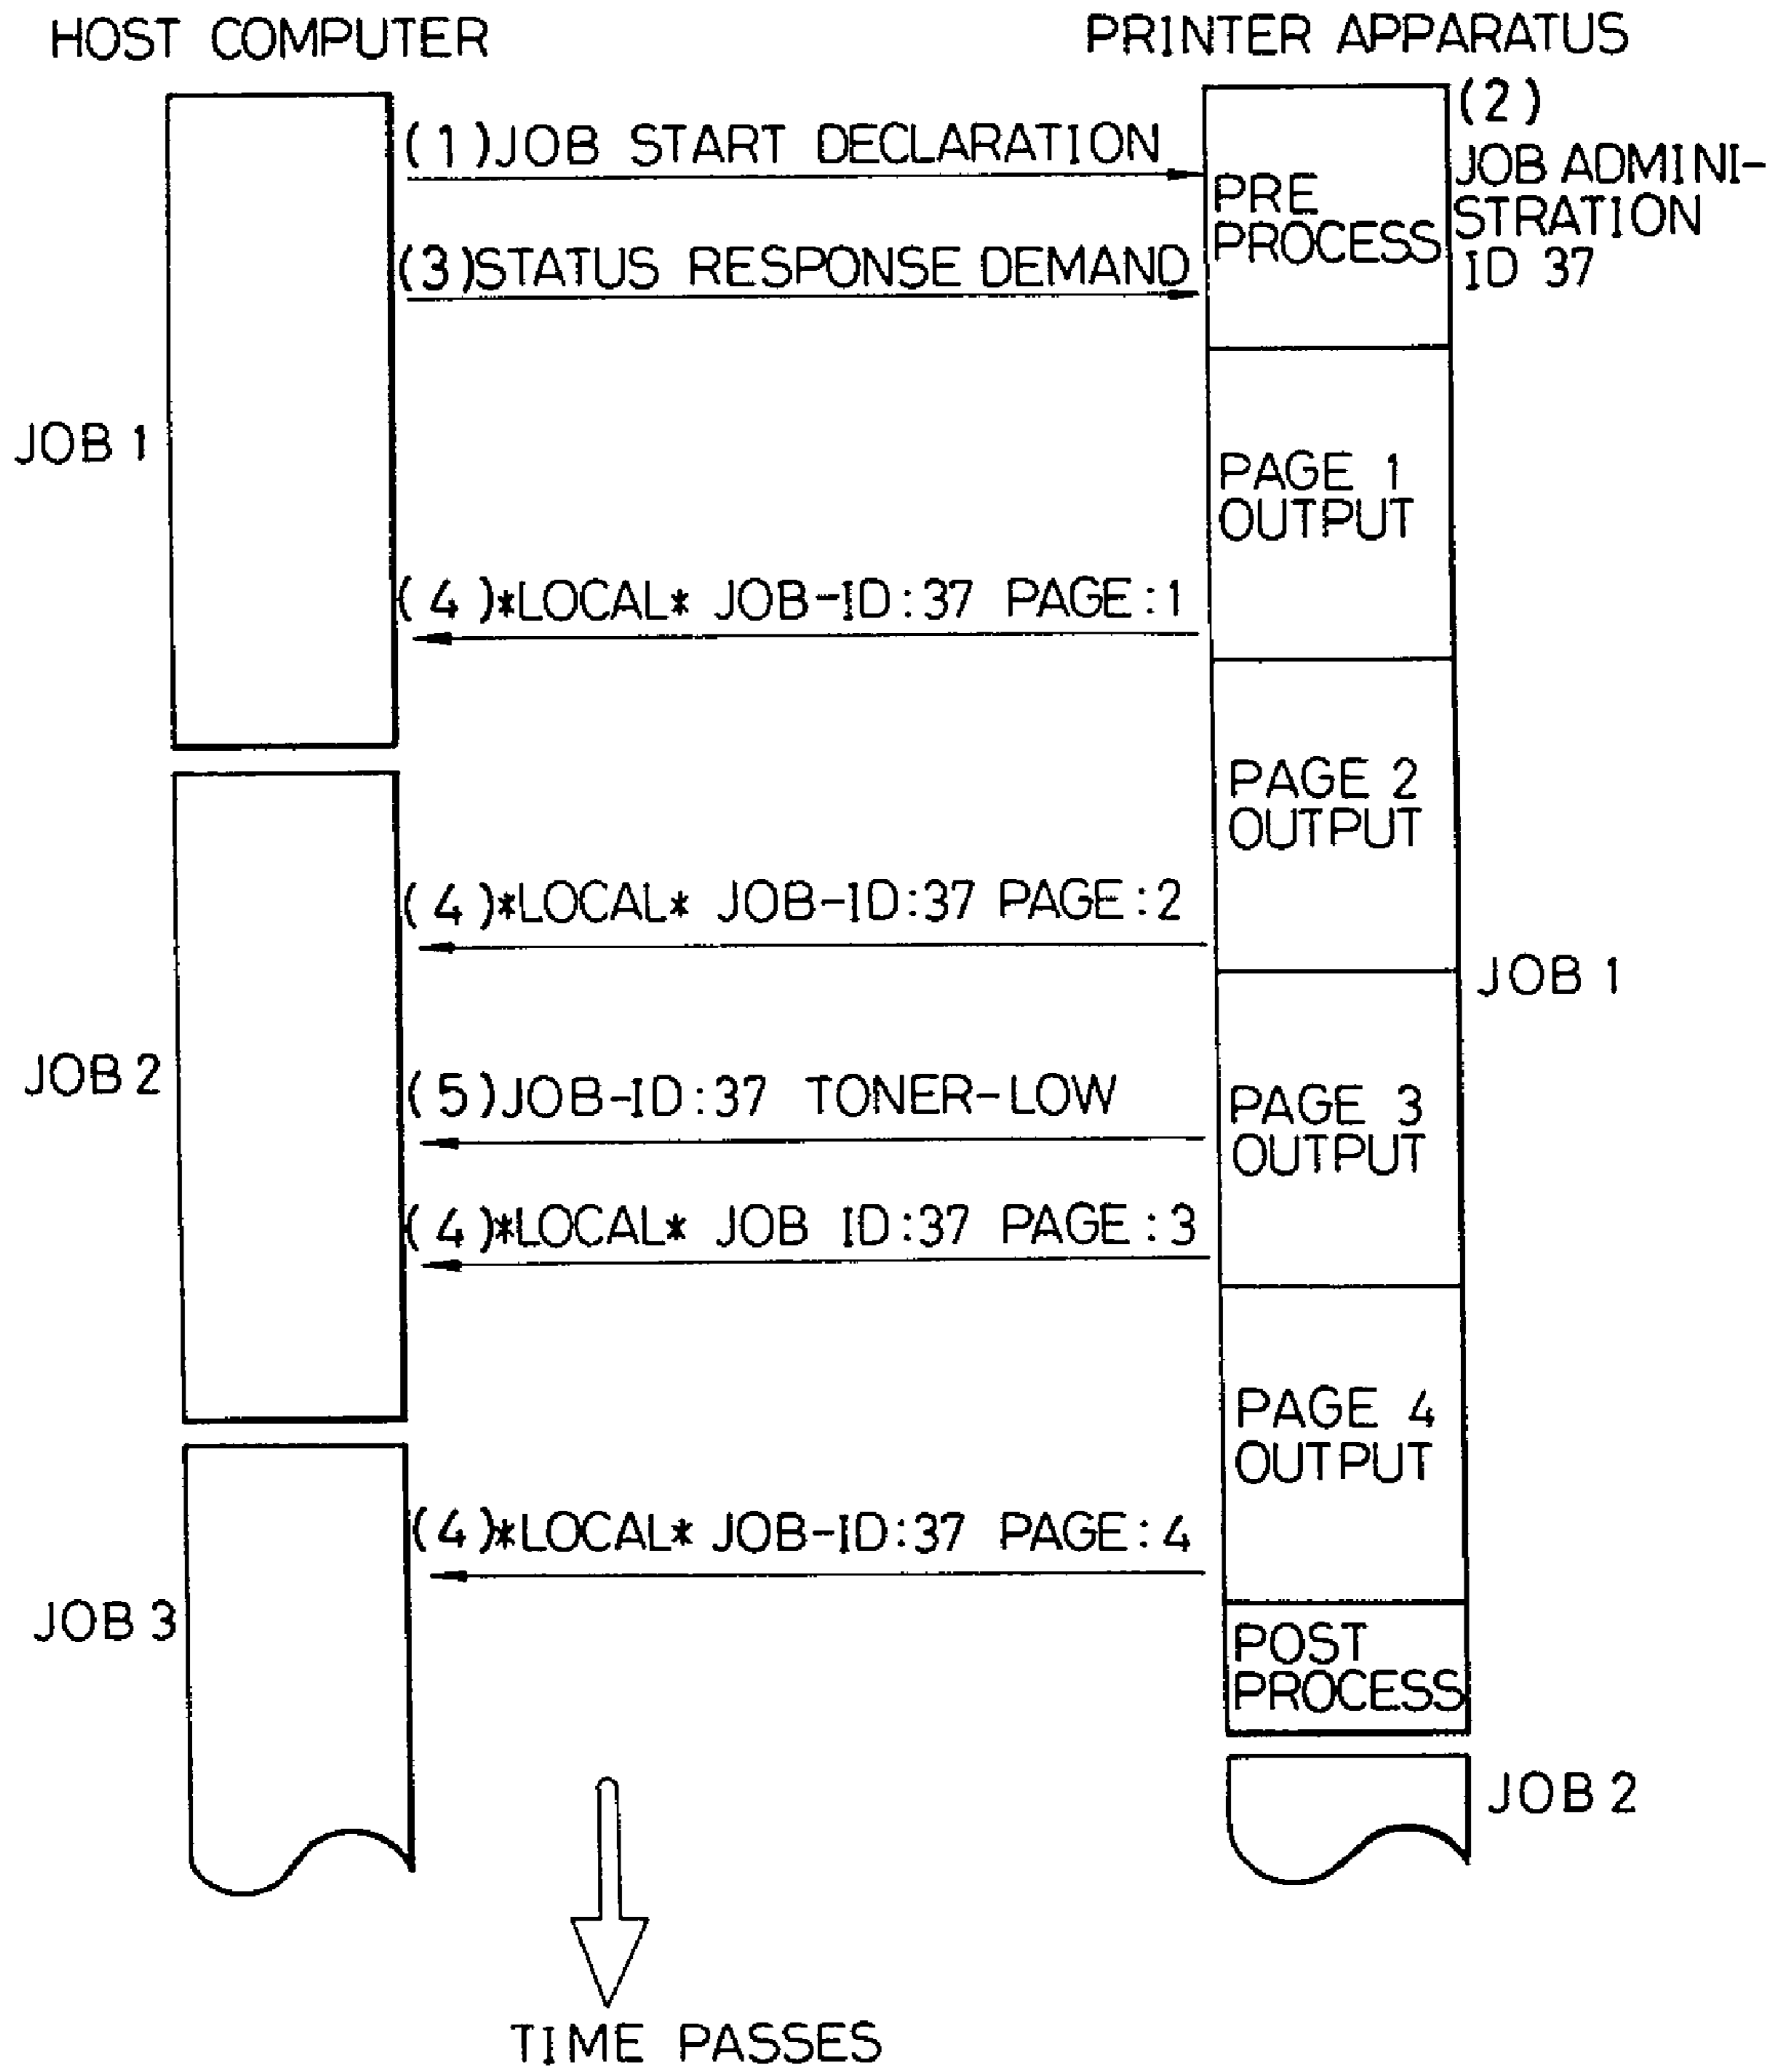 HOST COMPUTER
PRINTER APPARATUS
(1)JOB START DECLARATION
(2)
JOB ADMINI-
STRATION
ID 37
PRE
PROCESS
(3)STATUS RESPONSE DEMAND
JOB 1
PAGE 1
OUTPUT
(4)*LOCAL* JOB-ID:37 PAGE:1
PAGE 2
OUTPUT
(4)*LOCAL* JOB-ID:37 PAGE:2
JOB 1
JOB 2
(5)JOB-ID:37 TONER-LOW
PAGE 3
OUTPUT
(4)*LOCAL* JOB ID:37 PAGE:3
PAGE 4
OUTPUT
(4)*LOCAL* JOB-ID:37 PAGE:4
JOB 3
POST
PROCESS
JOB 2
TIME PASSES